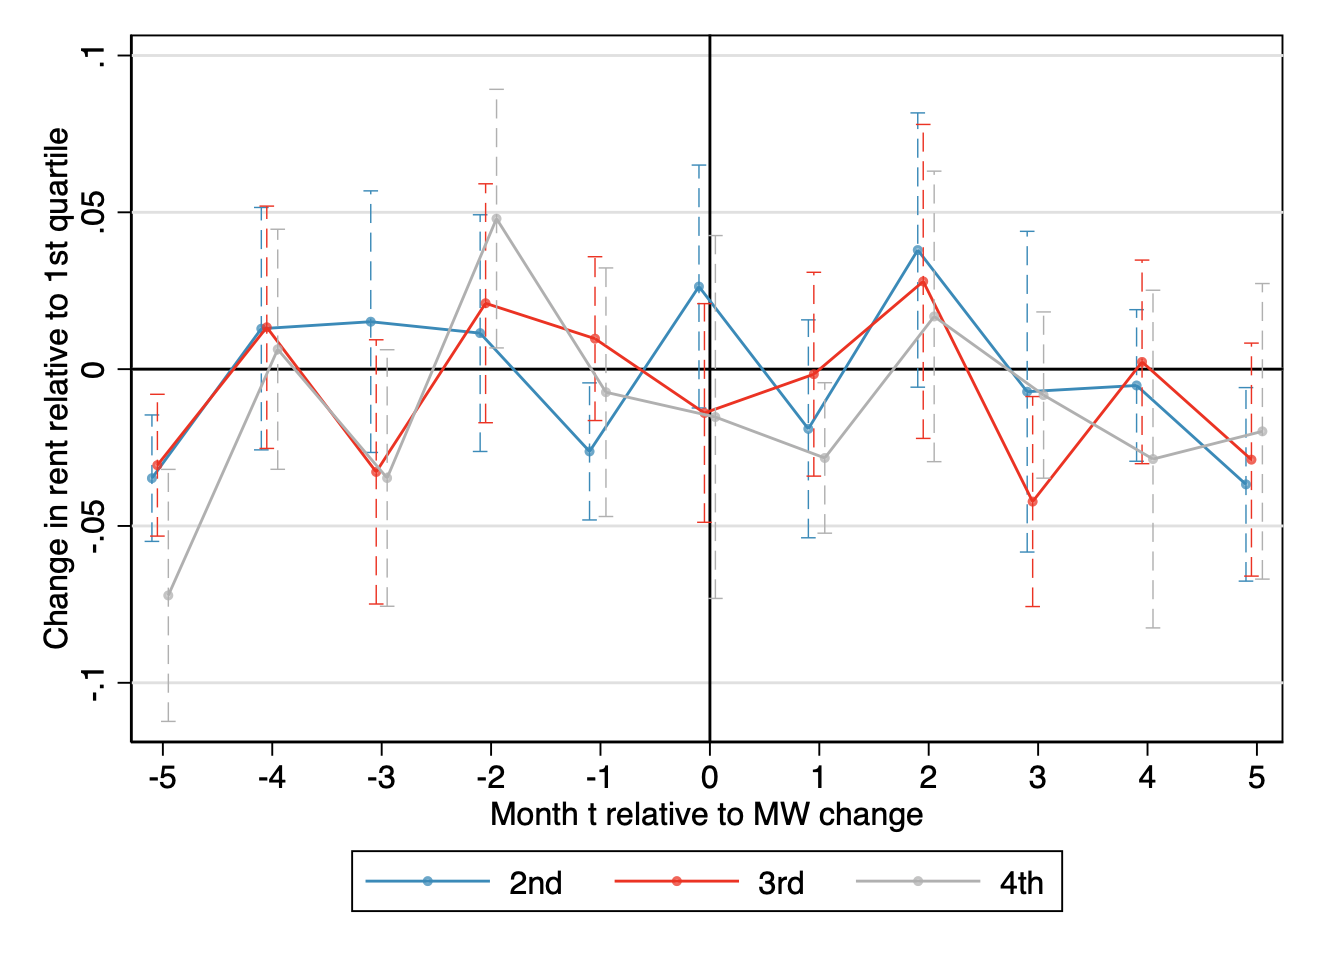 Change in rent relative to 1st quartile
.1
.05
0
-.05
-.1
-5 -4 -3 -2 -1 0 1 2 3 4 5
Month t relative to MW change
2nd 3rd 4th